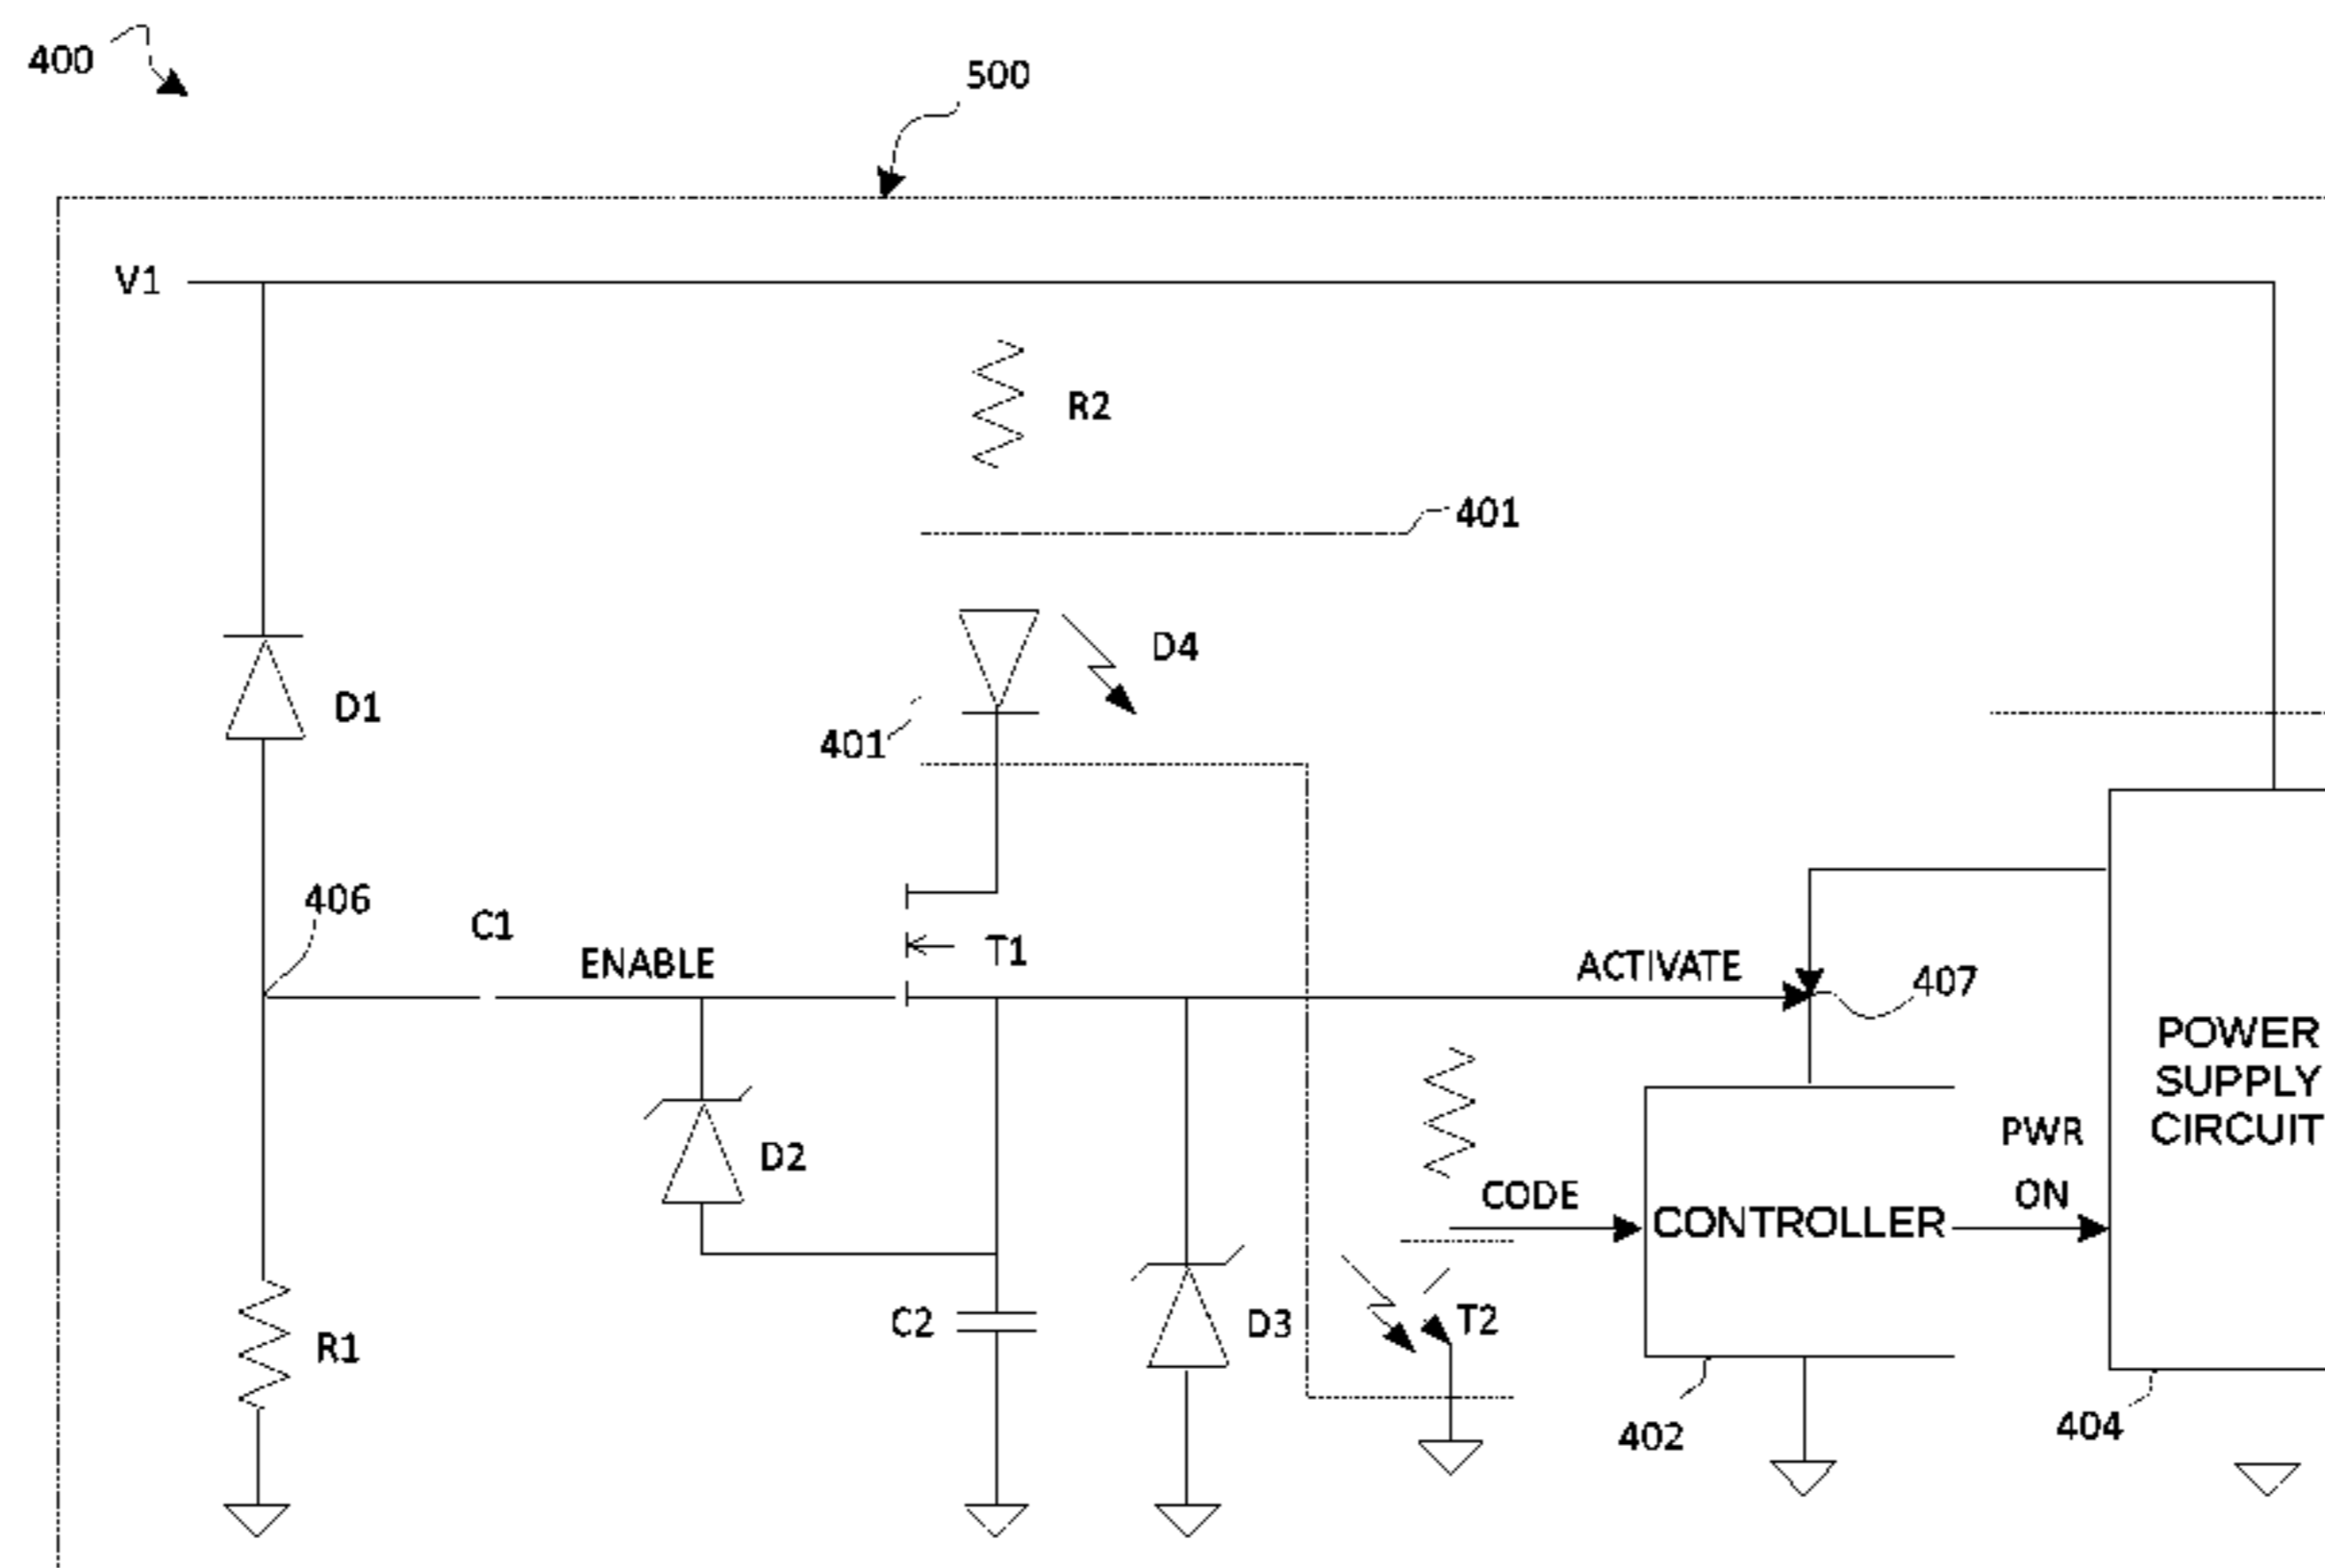 400
500
V1
R2
401
D4
401
D1
406
C1
ENABLE
T1
ACTIVATE
407
POWER
SUPPLY
CIRCUIT
PWR
ON
D2
CODE
CONTROLLER
C2
D3
T2
R1
402
404